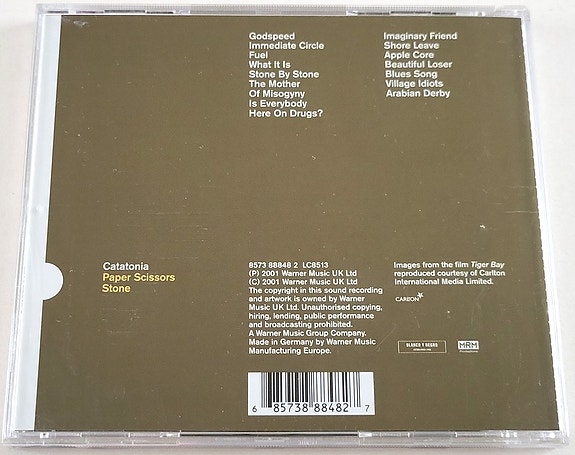 Godspeed
Immediate Circle
Fuel
What It Is
Stone By Stone
The Mother
Of Misogyny
Is Everybody
Here On Drugs?
Imaginary Friend
Shore Leave
Apple Core
Beautiful Loser
Blues Song
Village Idiots
Arabian Derby
Catatonia
Paper Scissors
Stone
8573 88848 2 LC8513
(P) 2001 Warner Music UK Ltd
(C) 2001 Warner Music UK Ltd
The copyright in this sound recording
and artwork is owned by Warner
Music UK Ltd. Unauthorised copying,
hiring, lending, public performance
and broadcasting prohibited.
A Warner Music Group Company.
Made in Germany by Warner Music
Manufacturing Europe.
Images from the film Tiger Bay
reproduced courtesy of Carlton
International Media Limited.
CARLTON
BLANCO Y NEGRO
MRM
Productions
6 85738 88482 7